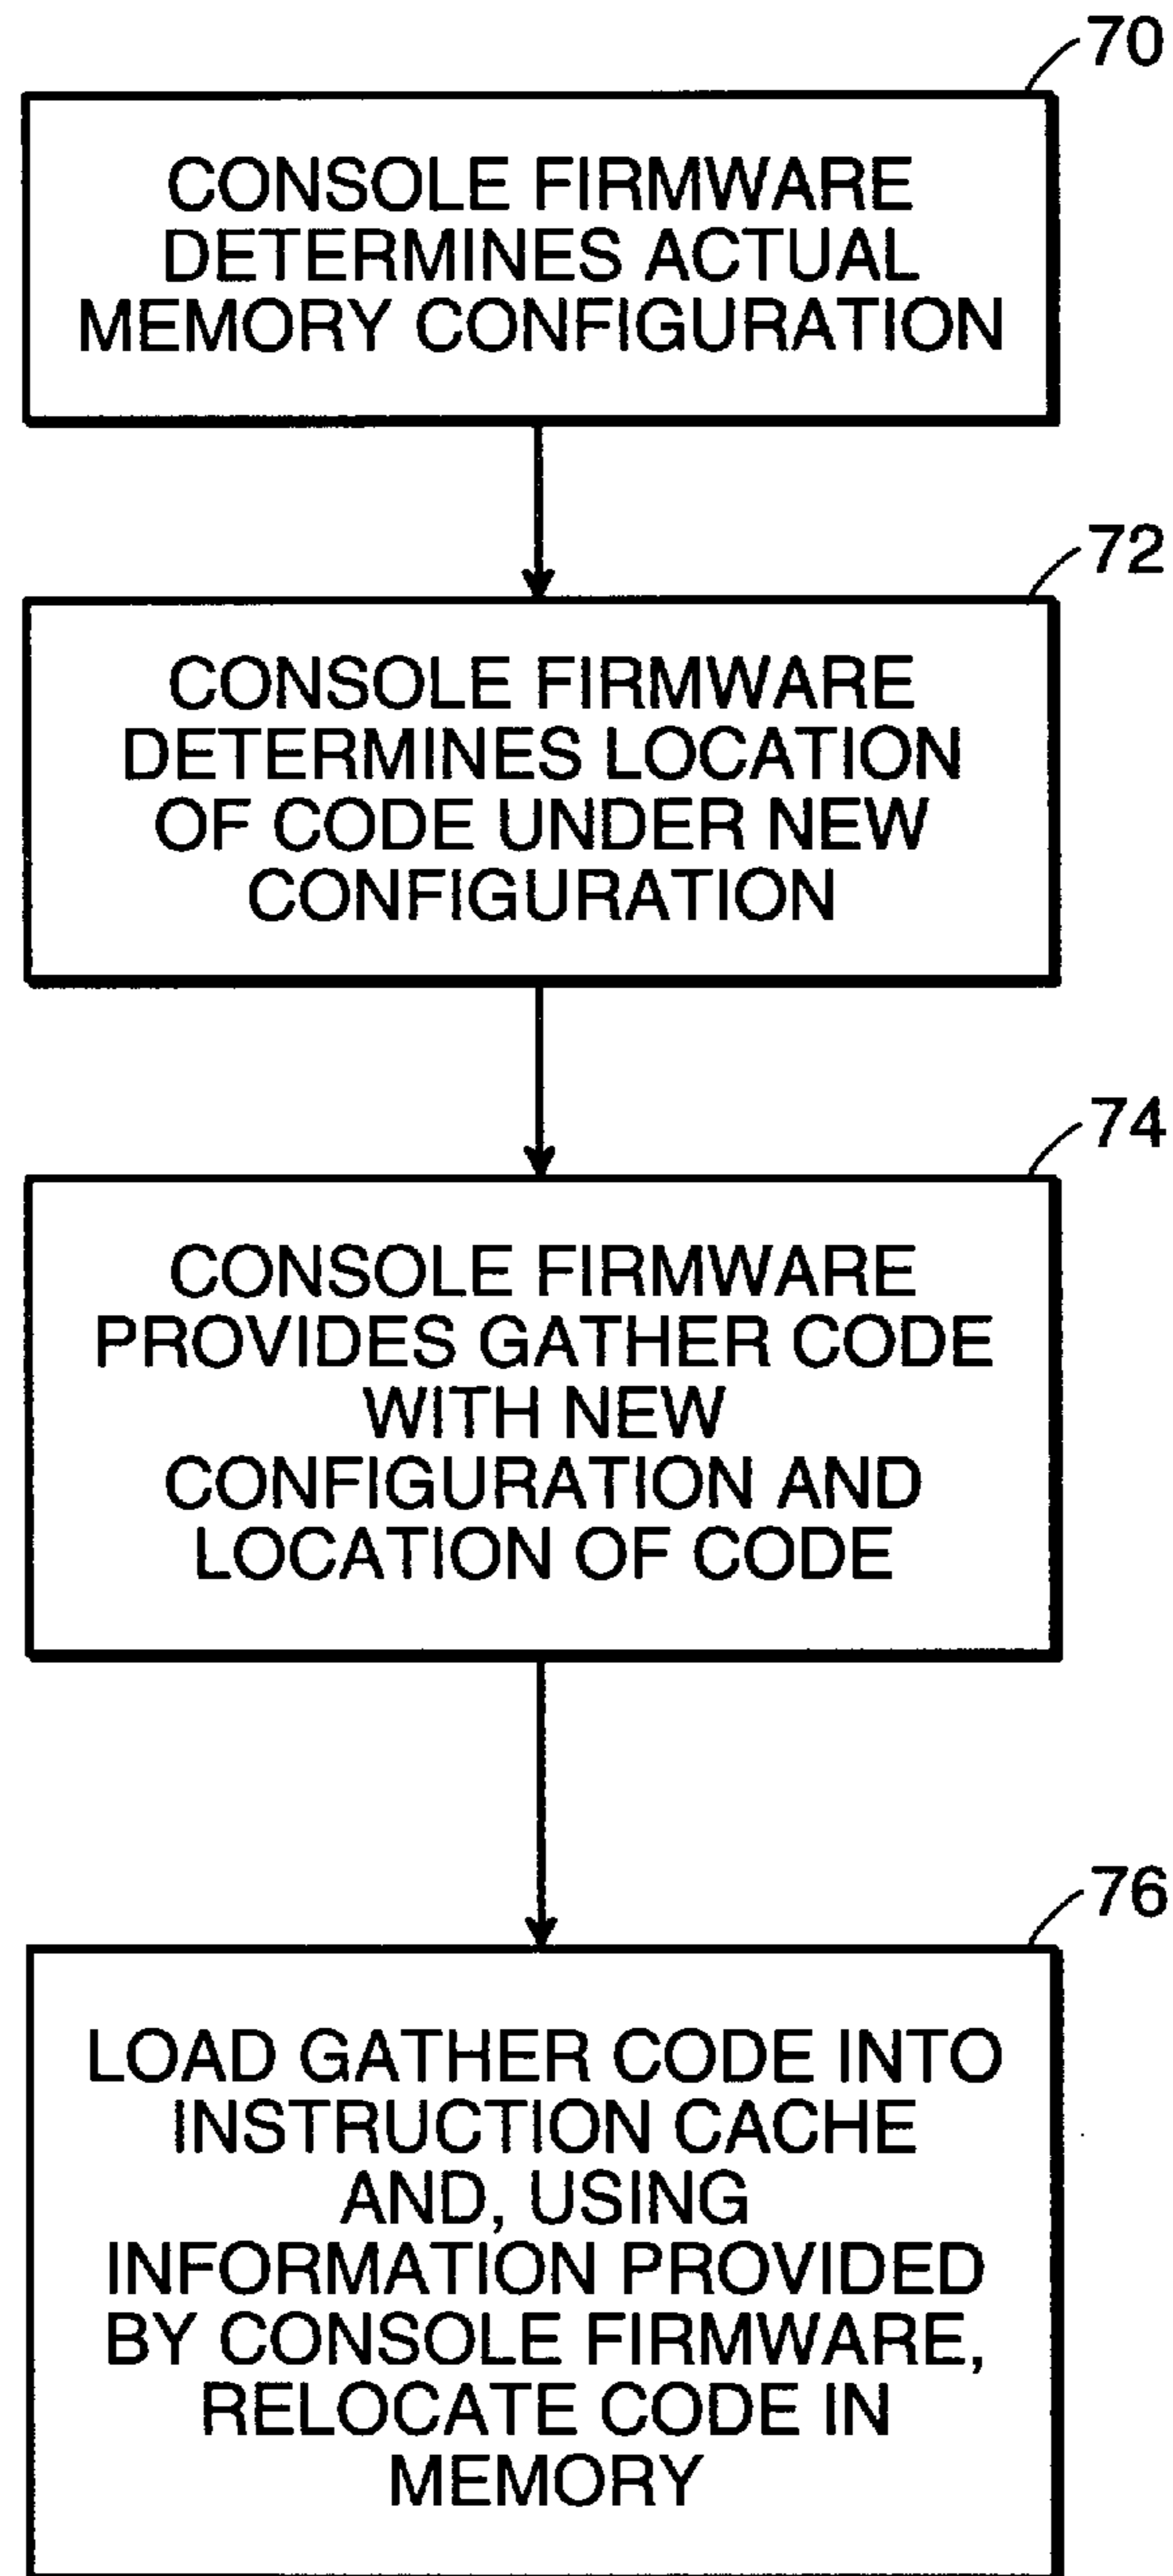 70
CONSOLE FIRMWARE
DETERMINES ACTUAL
MEMORY CONFIGURATION
72
CONSOLE FIRMWARE
DETERMINES LOCATION
OF CODE UNDER NEW
CONFIGURATION
74
CONSOLE FIRMWARE
PROVIDES GATHER CODE
WITH NEW
CONFIGURATION AND
LOCATION OF CODE
76
LOAD GATHER CODE INTO
INSTRUCTION CACHE
AND, USING
INFORMATION PROVIDED
BY CONSOLE FIRMWARE,
RELOCATE CODE IN
MEMORY